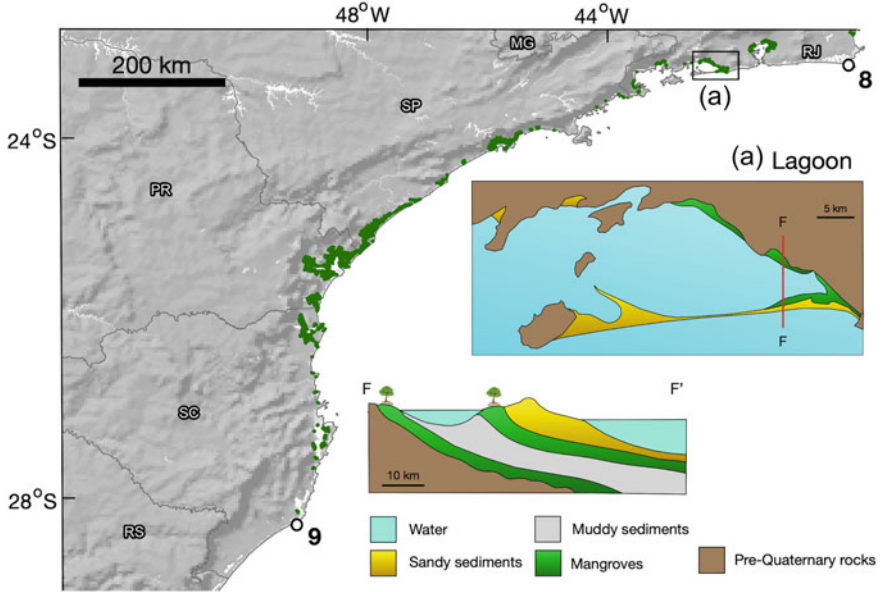 48°W
44°W
MG
RJ
200 km
8
(a)
SP
24°S
(a) Lagoon
PR
F
5 km
F
F
F'
SC
10 km
28°S
9
RS
Water
Muddy sediments
Sandy sediments
Mangroves
Pre-Quaternary rocks